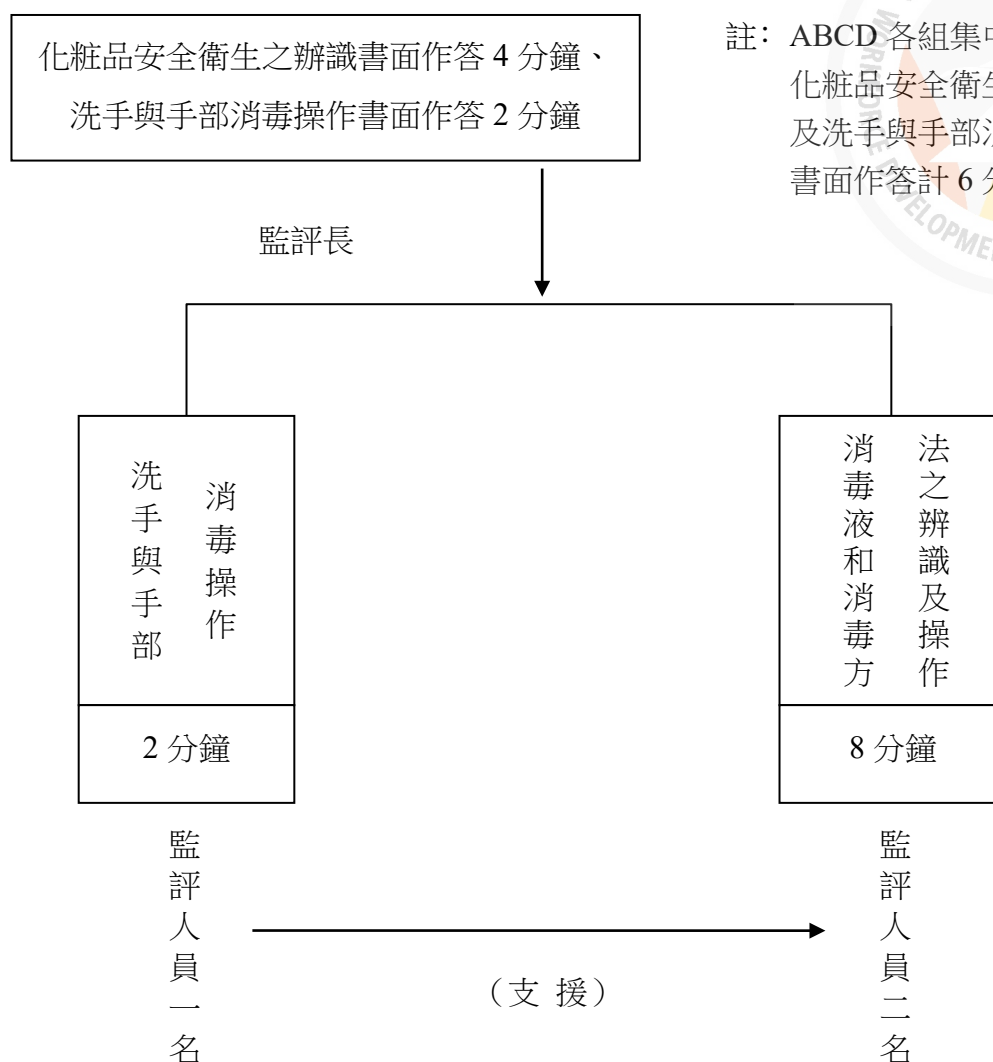 化粧品安全衛生之辦識書面作答 4 分鐘、
洗手與手部消毒操作書面作答 2 分鐘
註：ABCD 各組集中
化粧品安全衛生
及洗手與手部
書面作答計 6
監評長
洗手與手部
消毒操作
2 分鐘
消毒液和消毒方
法之辨識及操作
8 分鐘
監評人員一名
（支 援）
監評人員二名
WORKFORCE DEVELOPME